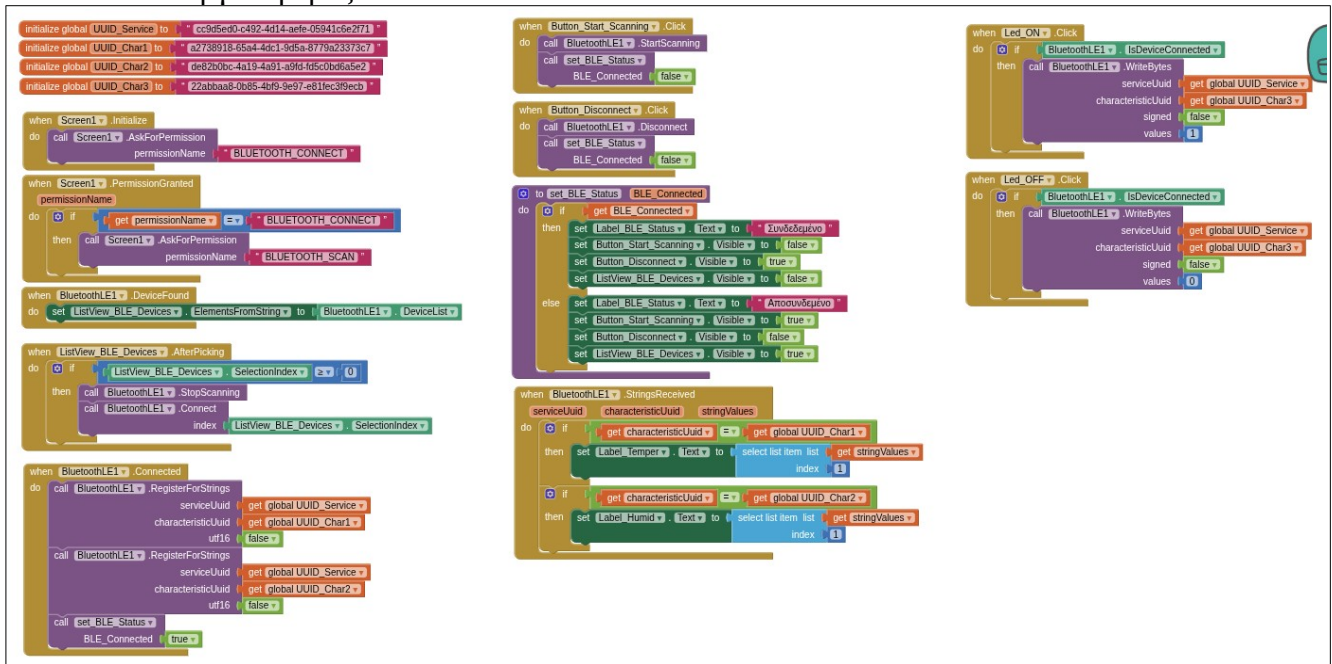 initialize global UUID_Service to " cc9d5ed0-c492-4d14-aefe-05941c6e2f71 "
initialize global UUID_Char1 to " a2738918-65a4-4dc1-9d5a-8779a23373c7 "
initialize global UUID_Char2 to " de82b0bc-4a19-4a91-a9fd-fd5c0bd6a5e2 "
initialize global UUID_Char3 to " 22abbaa8-0b85-4bf9-9e97-e81fec3f9ecb "
when Screen1 .Initialize
do call Screen1 .AskForPermission
permissionName " BLUETOOTH_CONNECT "
when Screen1 .PermissionGranted
permissionName
do if get permissionName = " BLUETOOTH_CONNECT "
then call Screen1 .AskForPermission
permissionName " BLUETOOTH_SCAN "
when BluetoothLE1 .DeviceFound
do set ListView_BLE_Devices . ElementsFromString to BluetoothLE1 . DeviceList
when ListView_BLE_Devices .AfterPicking
do if ListView_BLE_Devices . SelectionIndex ≥ 0
then call BluetoothLE1 .StopScanning
call BluetoothLE1 .Connect
index ListView_BLE_Devices . SelectionIndex
when BluetoothLE1 .Connected
do call BluetoothLE1 .RegisterForStrings
serviceUuid get global UUID_Service
characteristicUuid get global UUID_Char1
utf16 false
call BluetoothLE1 .RegisterForStrings
serviceUuid get global UUID_Service
characteristicUuid get global UUID_Char2
utf16 false
call set_BLE_Status
BLE_Connected true
when Button_Start_Scanning .Click
do call BluetoothLE1 .StartScanning
call set_BLE_Status
BLE_Connected false
when Button_Disconnect .Click
do call BluetoothLE1 .Disconnect
call set_BLE_Status
BLE_Connected false
to set_BLE_Status BLE_Connected
do if get BLE_Connected
then set Label_BLE_Status . Text to " Συνδεδεμένο "
set Button_Start_Scanning . Visible to false
set Button_Disconnect . Visible to true
set ListView_BLE_Devices . Visible to false
else set Label_BLE_Status . Text to " Αποσυνδεμένο "
set Button_Start_Scanning . Visible to true
set Button_Disconnect . Visible to false
set ListView_BLE_Devices . Visible to true
when BluetoothLE1 .StringsReceived
serviceUuid characteristicUuid stringValues
do if get characteristicUuid = get global UUID_Char1
then set Label_Temper . Text to select list item list get stringValues
index 1
if get characteristicUuid = get global UUID_Char2
then set Label_Humid . Text to select list item list get stringValues
index 1
when Led_ON .Click
do if BluetoothLE1 . IsDeviceConnected
then call BluetoothLE1 .WriteBytes
serviceUuid get global UUID_Service
characteristicUuid get global UUID_Char3
signed false
values 1
when Led_OFF .Click
do if BluetoothLE1 . IsDeviceConnected
then call BluetoothLE1 .WriteBytes
serviceUuid get global UUID_Service
characteristicUuid get global UUID_Char3
signed false
values 0